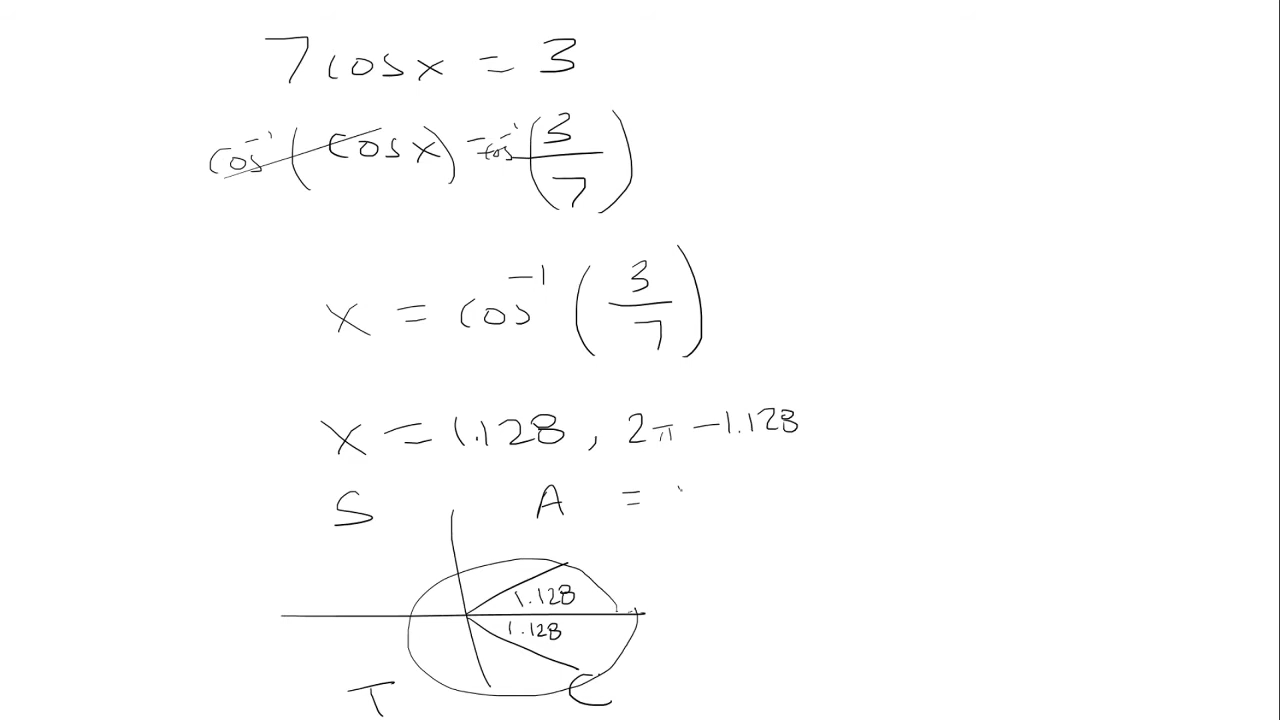 7 cos x = 3
cos⁻¹(cos x) = cos⁻¹(3/7)
x = cos⁻¹(3/7)
x = 1.128, 2π - 1.128
S A =
1.128
1.128
T C